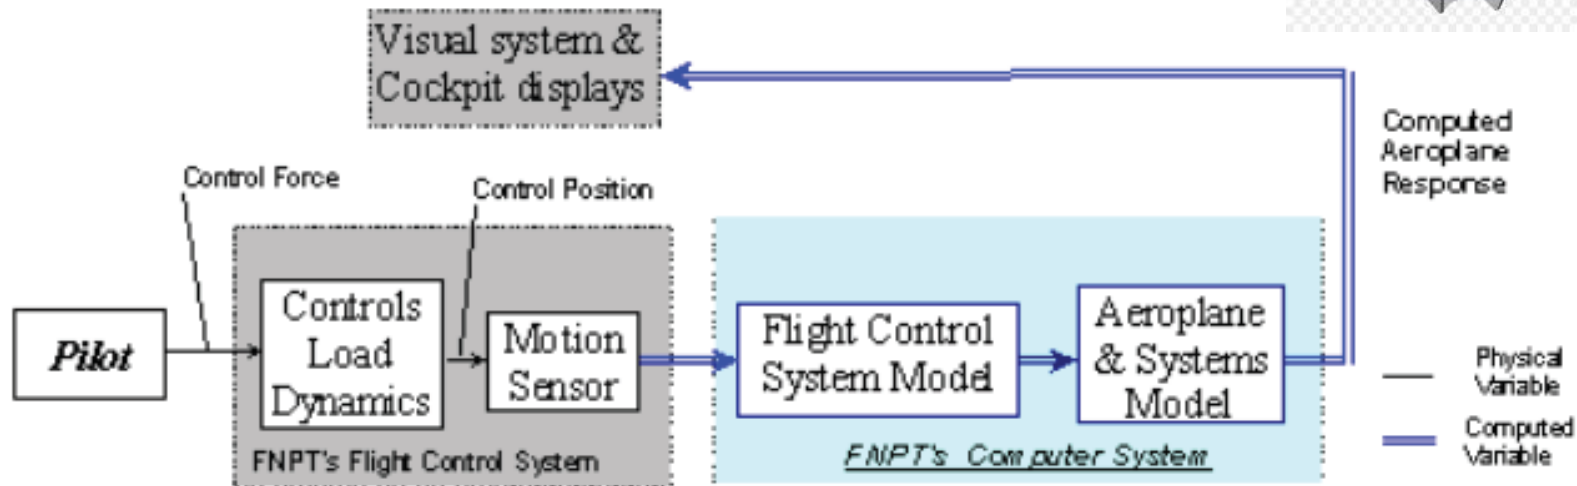 Visual system &
Cockpit displays
Computed
Aeroplane
Response
Control Force
Control Position
Pilot
Controls
Load
Dynamics
Motion
Sensor
FNPT's Flight Control System
Flight Control
System Model
Aeroplane
& Systems
Model
FNPT's Computer System
Physical
Variable
Computed
Variable